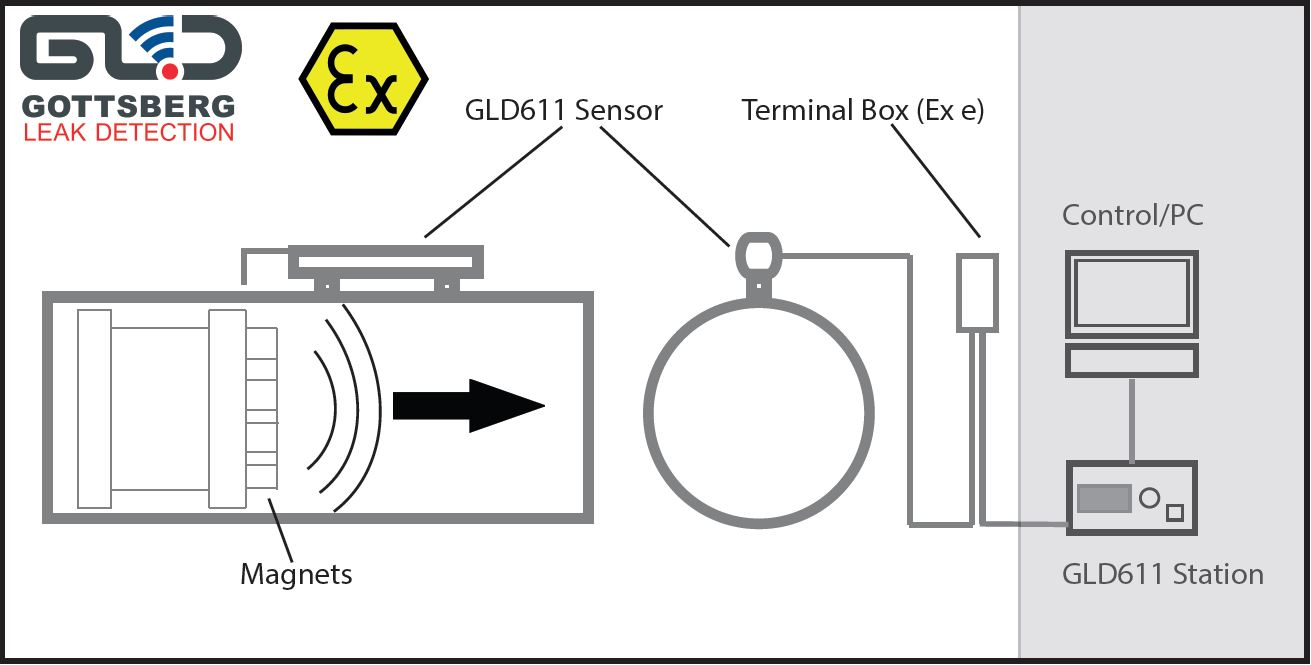 GLD
GOTTSBERG
LEAK DETECTION
Ex
GLD611 Sensor
Terminal Box (Ex e)
Control/PC
Magnets
GLD611 Station